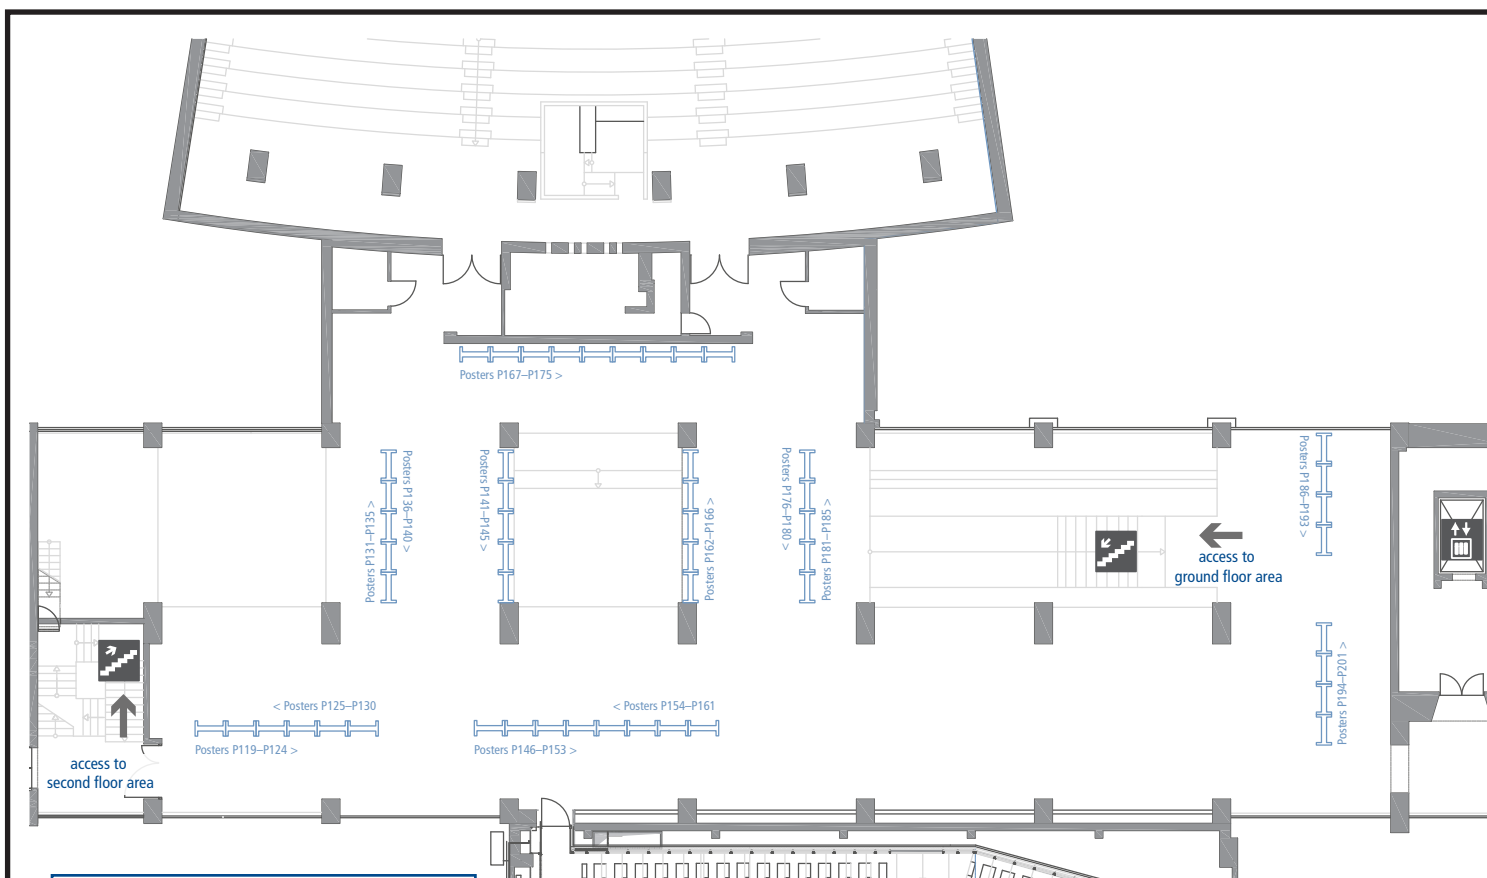 Posters P167–P175 >
Posters P131–P135 >
Posters P136–P140 >
Posters P141–P145 >
Posters P162–P166 >
Posters P176–P180 >
Posters P181–P185 >
Posters P186–P193 >
access to
ground floor area
Posters P194–P201 >
< Posters P125–P130
Posters P119–P124 >
< Posters P154–P161
Posters P146–P153 >
access to
second floor area